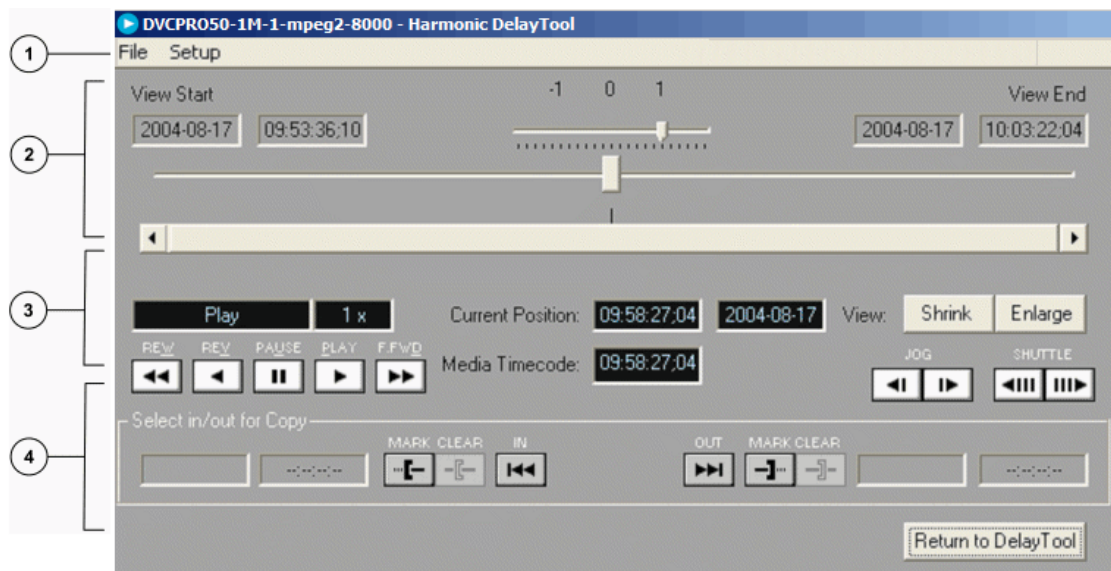 DVCPRO50-1M-1-mpeg2-8000 - Harmonic DelayTool
1
File Setup
-1 0 1
View Start View End
2004-08-17 09:53:36;10 2004-08-17 10:03:22;04
2
3
Play 1 x Current Position: 09:58:27;04 2004-08-17 View: Shrink Enlarge
REW REV PAUSE PLAY F.FWD Media Timecode: 09:58:27;04 JOG SHUTTLE
Select in/out for Copy
MARK CLEAR IN OUT MARK CLEAR
4
--:--:--:-- --:--:--:--
Return to DelayTool